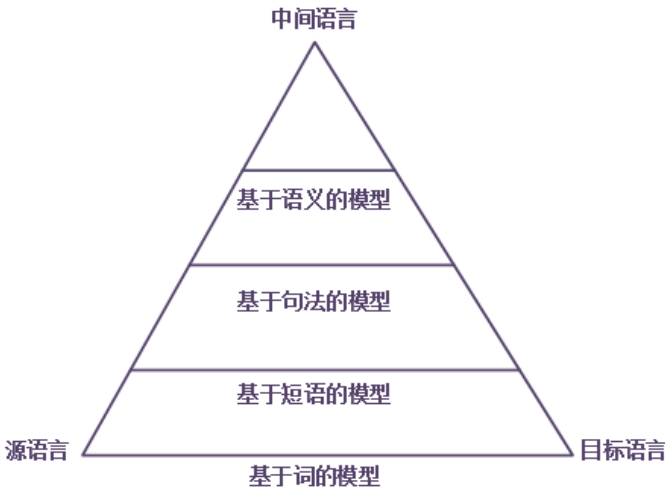 中间语言
基于语义的模型
基于句法的模型
基于短语的模型
源语言
目标语言
基于词的模型